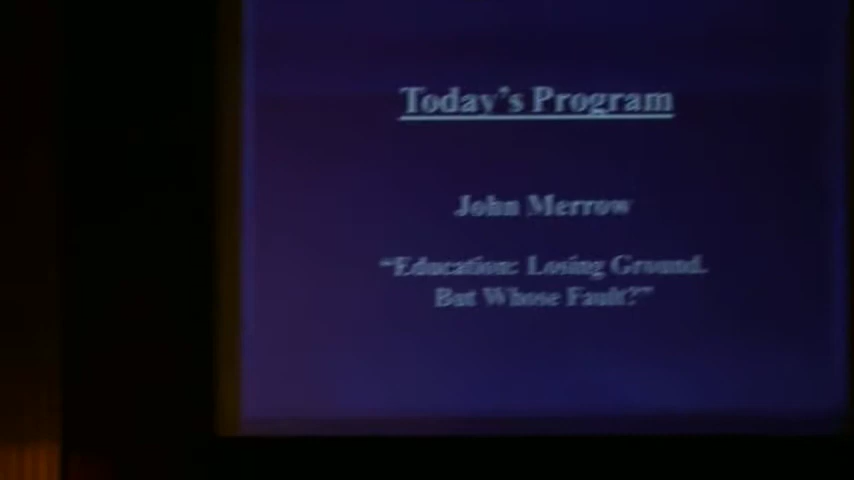 Today's Program
John Merrow
“Education: Losing Ground.
But Whose Fault?”